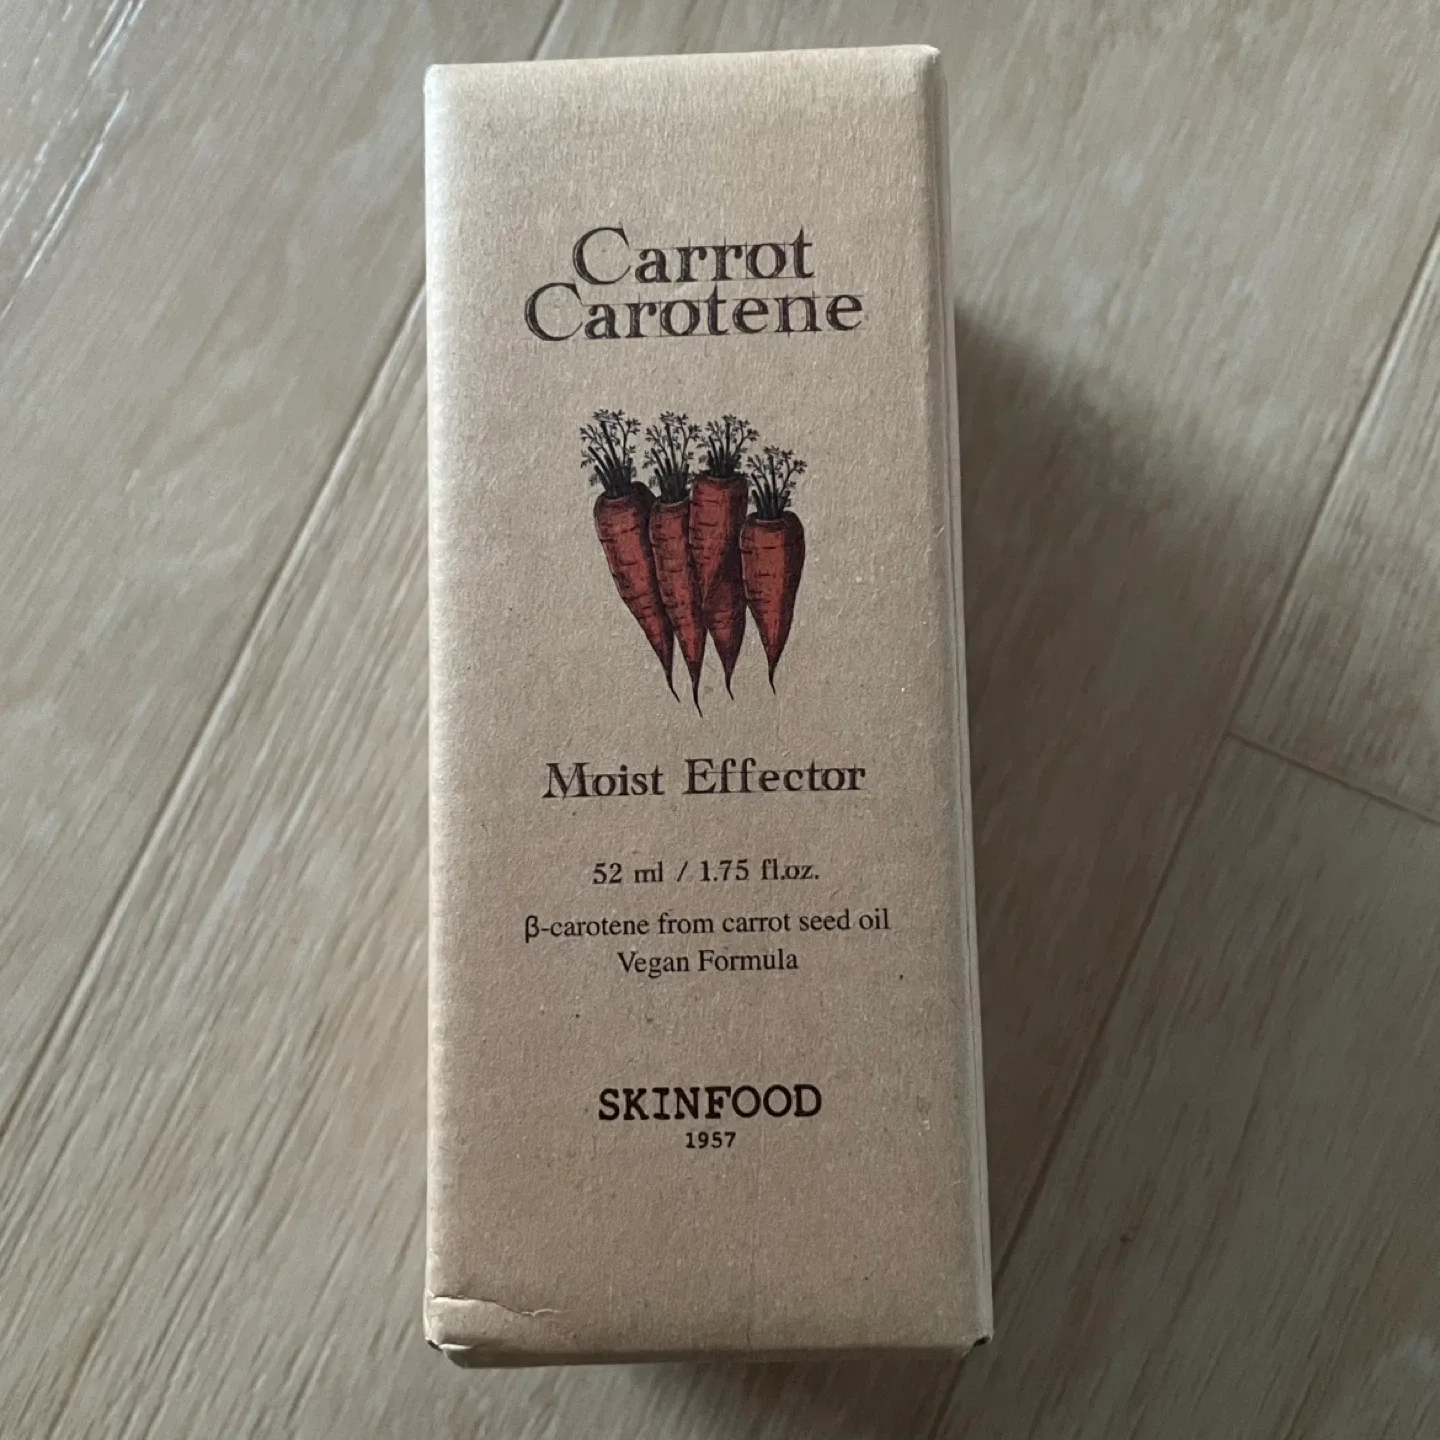 Carrot
Carotene
Moist Effector
52 ml / 1.75 fl.oz.
β-carotene from carrot seed oil
Vegan Formula
SKINFOOD
1957